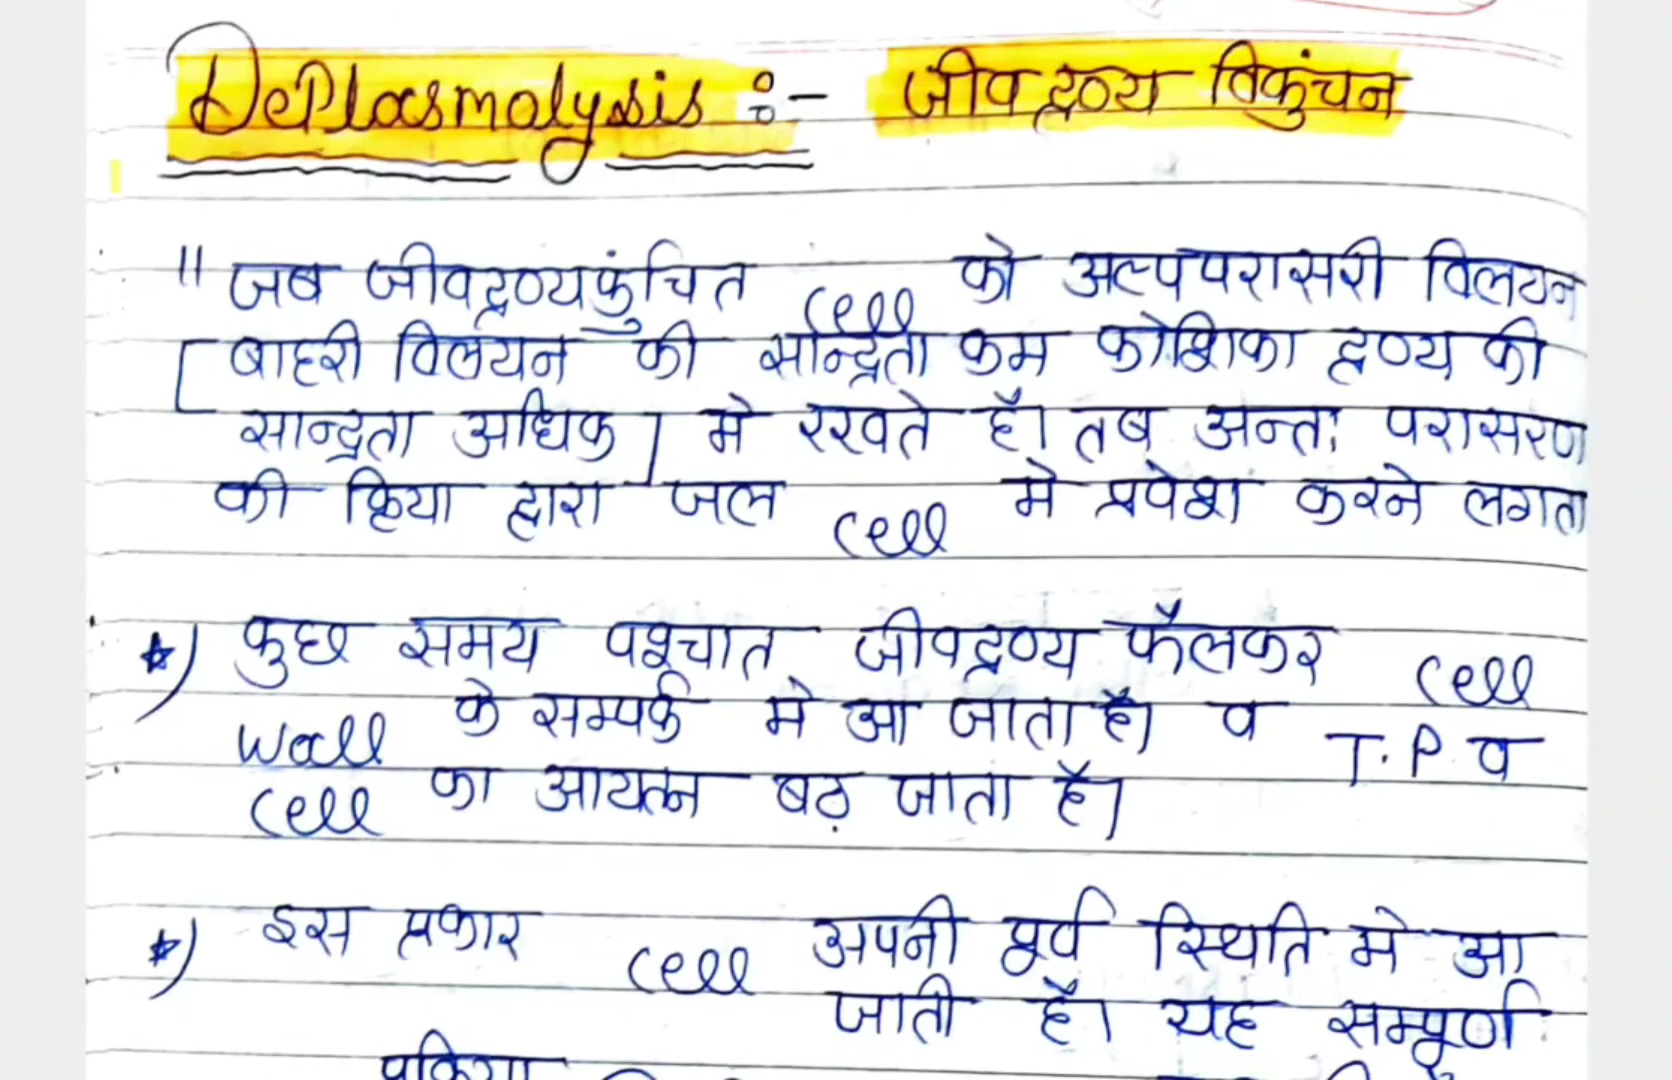 DePlasmolysis :- जीव द्रव्य विकुंचन
"जब जीवद्रव्यकुंचित cell को अल्पपरासरी विलयन
[बाहरी विलयन की सान्द्रता कम कोशिका द्रव्य की
सान्द्रता अधिक] मे रखते है। तब अन्तः परासरण
की क्रिया द्वारा जल cell मे प्रवेश करने लगता
*) कुछ समय पश्चात जीवद्रव्य फैलकर cell
wall के सम्पर्क मे आ जाता है। व T.P व
cell का आयतन बढ़ जाता है।
*) इस प्रकार cell अपनी पूर्व स्थिति मे आ
जाती है। यह सम्पूर्ण
प्रक्रिया